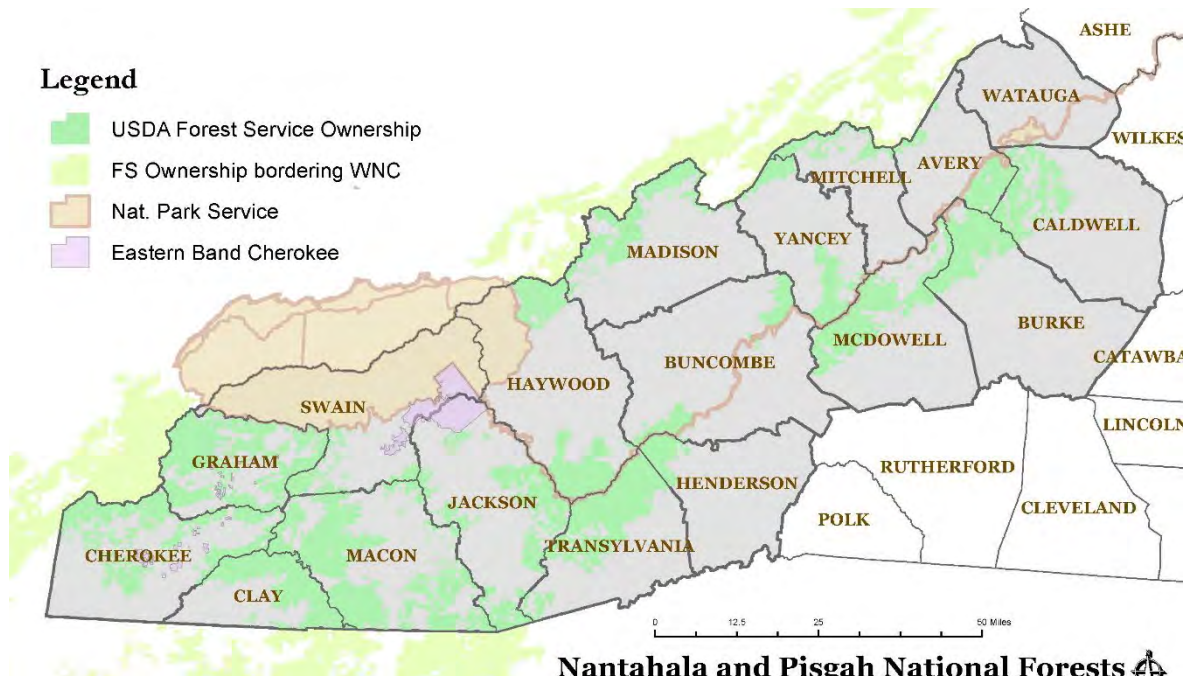 Legend
USDA Forest Service Ownership
FS Ownership bordering WNC
Nat. Park Service
Eastern Band Cherokee
ASHE
WATAUGA
WILKES
AVERY
MITCHELL
CALDWELL
YANCEY
MADISON
BURKE
MCDOWELL
CATAWBA
BUNCOMBE
HAYWOOD
SWAIN
LINCOLN
GRAHAM
RUTHERFORD
HENDERSON
JACKSON
CLEVELAND
POLK
TRANSYLVANIA
CHEROKEE
MACON
CLAY
0 12.5 25 50 Miles
Nantahala and Pisgah National Forests